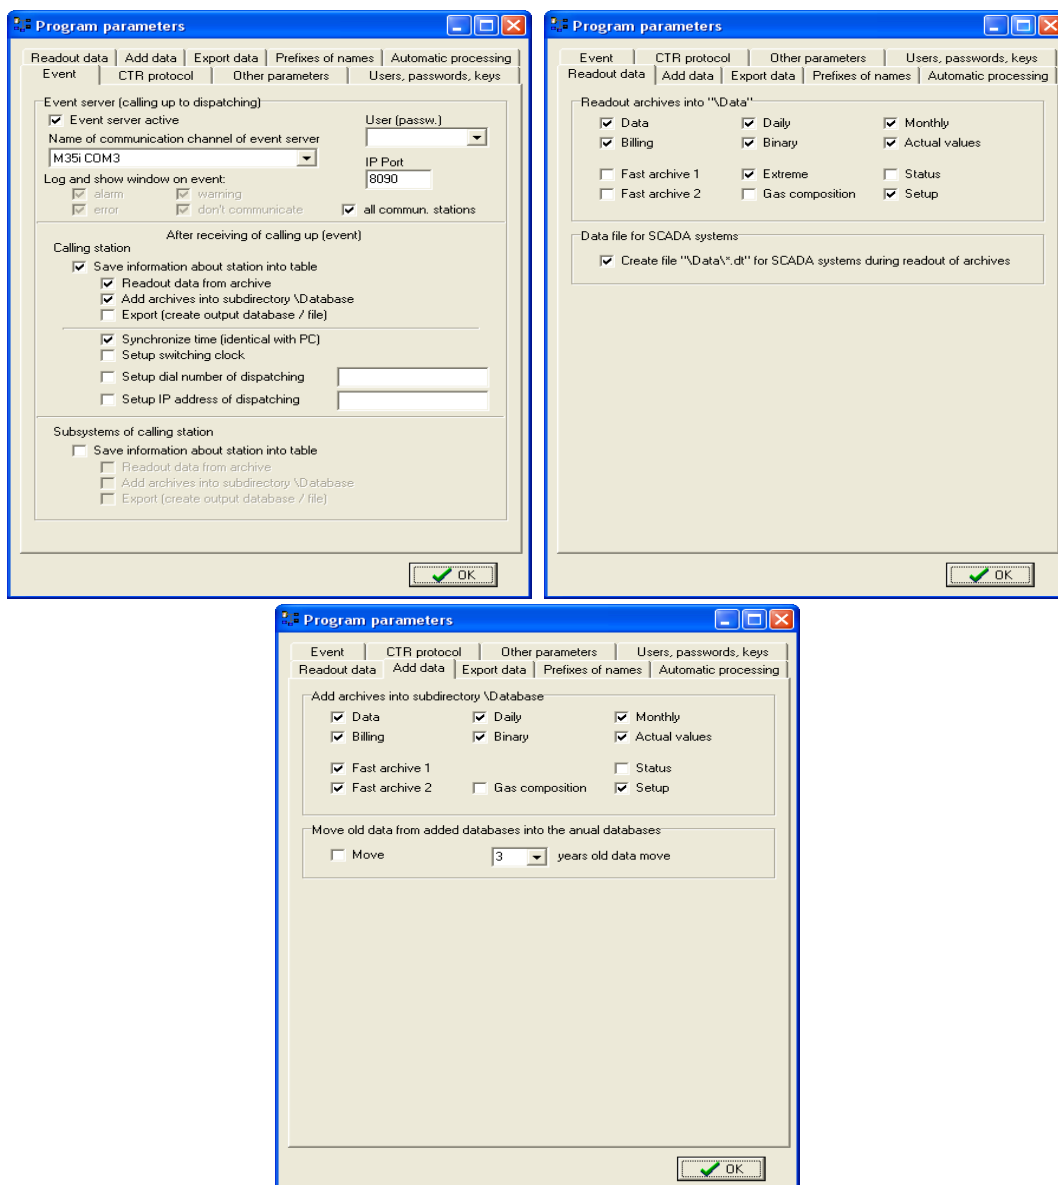 Program parameters
Readout data Add data Export data Prefixes of names Automatic processing
Event CTR protocol Other parameters Users, passwords, keys
Event server (calling up to dispatching)
Event server active User (passw.)
Name of communication channel of event server
M35i COM3 IP Port
8090
Log and show window on event:
alarm warning
error don't communicate all commun. stations
After receiving of calling up (event)
Calling station
Save information about station into table
Readout data from archive
Add archives into subdirectory \Database
Export (create output database / file)
Synchronize time (identical with PC)
Setup switching clock
Setup dial number of dispatching
Setup IP address of dispatching
Subsystems of calling station
Save information about station into table
Readout data from archive
Add archives into subdirectory \Database
Export (create output database / file)
OK
Program parameters
Event CTR protocol Other parameters Users, passwords, keys
Readout data Add data Export data Prefixes of names Automatic processing
Readout archives into "\Data"
Data Daily Monthly
Billing Binary Actual values
Fast archive 1 Extreme Status
Fast archive 2 Gas composition Setup
Data file for SCADA systems
Create file "\Data\*.dt" for SCADA systems during readout of archives
OK
Program parameters
Event CTR protocol Other parameters Users, passwords, keys
Readout data Add data Export data Prefixes of names Automatic processing
Add archives into subdirectory \Database
Data Daily Monthly
Billing Binary Actual values
Fast archive 1 Status
Fast archive 2 Gas composition Setup
Move old data from added databases into the anual databases
Move 3 years old data move
OK